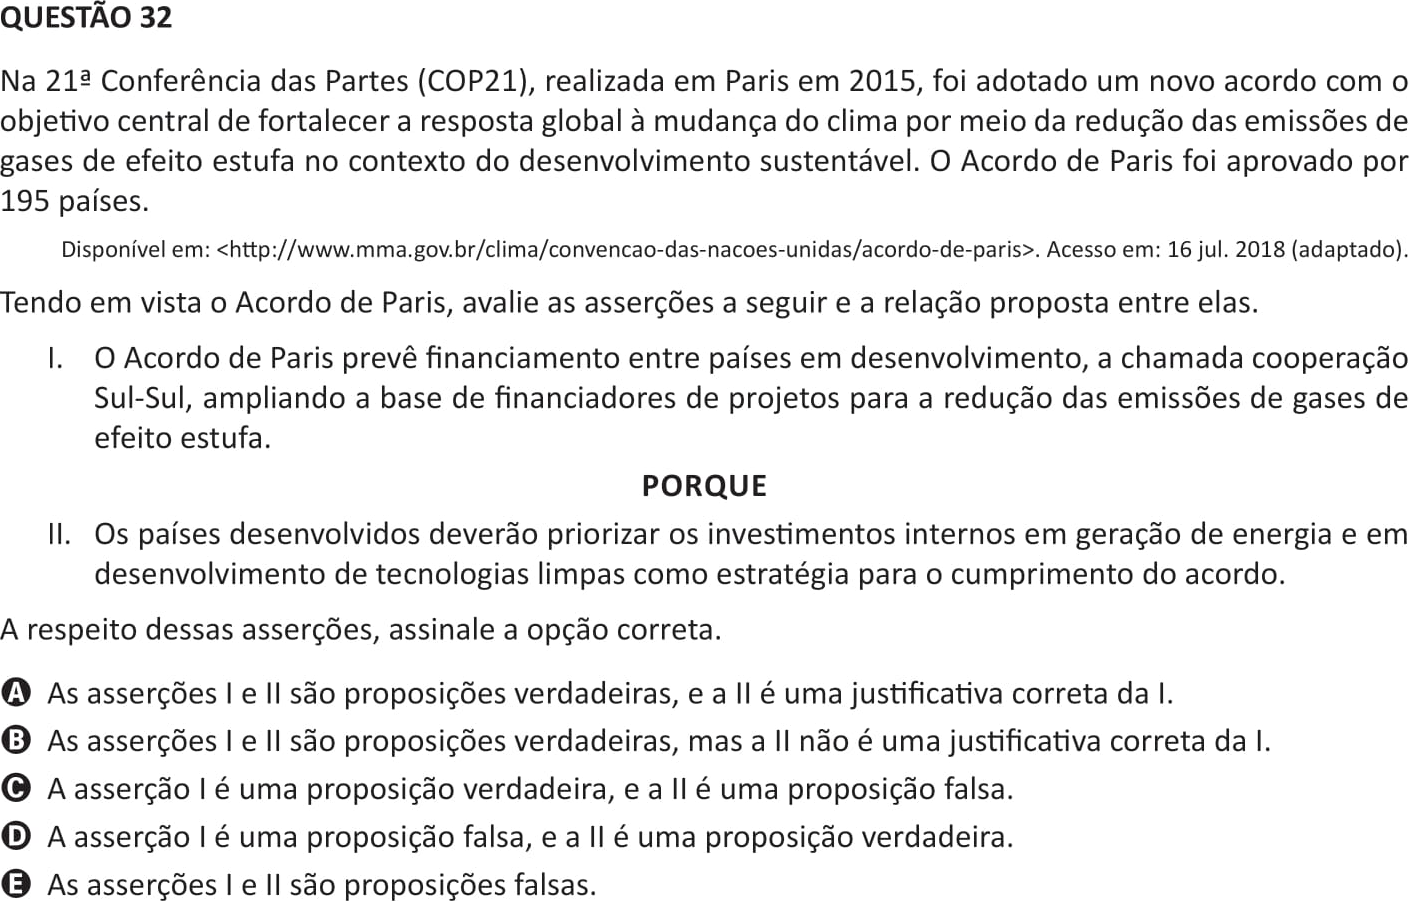 QUESTÃO 32
Na 21ª Conferência das Partes (COP21), realizada em Paris em 2015, foi adotado um novo acordo com o
objetivo central de fortalecer a resposta global à mudança do clima por meio da redução das emissões de
gases de efeito estufa no contexto do desenvolvimento sustentável. O Acordo de Paris foi aprovado por
195 países.
Disponível em: <http://www.mma.gov.br/clima/convencao-das-nacoes-unidas/acordo-de-paris>. Acesso em: 16 jul. 2018 (adaptado).
Tendo em vista o Acordo de Paris, avalie as asserções a seguir e a relação proposta entre elas.
I. O Acordo de Paris prevê financiamento entre países em desenvolvimento, a chamada cooperação
Sul-Sul, ampliando a base de financiadores de projetos para a redução das emissões de gases de
efeito estufa.
PORQUE
II. Os países desenvolvidos deverão priorizar os investimentos internos em geração de energia e em
desenvolvimento de tecnologias limpas como estratégia para o cumprimento do acordo.
A respeito dessas asserções, assinale a opção correta.
A As asserções I e II são proposições verdadeiras, e a II é uma justificativa correta da I.
B As asserções I e II são proposições verdadeiras, mas a II não é uma justificativa correta da I.
C A asserção I é uma proposição verdadeira, e a II é uma proposição falsa.
D A asserção I é uma proposição falsa, e a II é uma proposição verdadeira.
E As asserções I e II são proposições falsas.